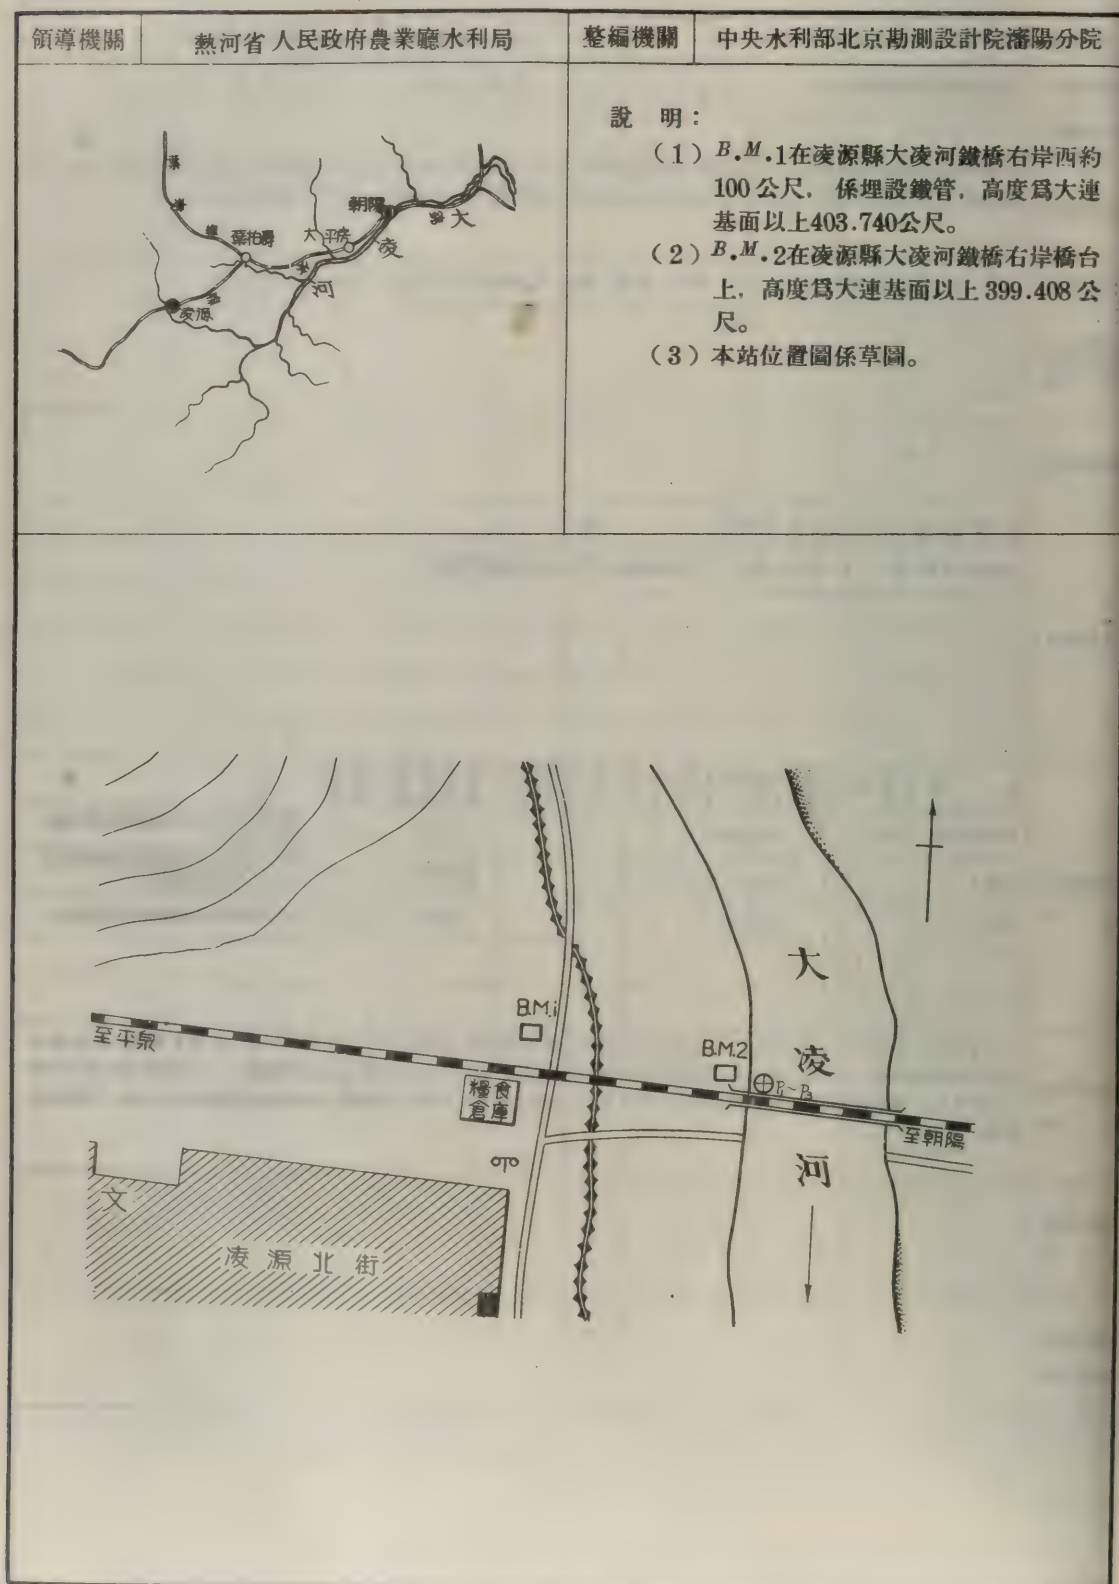 領導機關
熱河省人民政府農業廳水利局
整編機關
中央水利部北京勘測設計院瀋陽分院
說 明：
（1）B.M.1在凌源縣大凌河鐵橋右岸西約
100公尺，係埋設鐵管，高度爲大連
基面以上403.740公尺。
（2）B.M.2在凌源縣大凌河鐵橋右岸橋台
上，高度爲大連基面以上399.408公
尺。
（3）本站位置圖係草圖。
葉
線
葉柏壽
大平房
朝陽
大
凌
河
凌源
B.M.1
B.M.2
P1~P3
至平泉
糧食
倉庫
至朝陽
大
凌
河
文
凌源北街